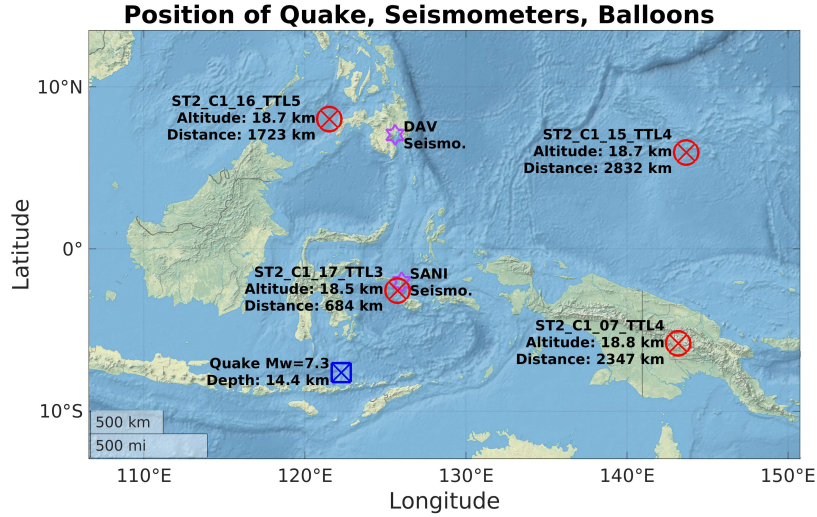 Position of Quake, Seismometers, Balloons
10°N
0°
10°S
Latitude
ST2_C1_16_TTL5
Altitude: 18.7 km
Distance: 1723 km
DAV
Seismo.
ST2_C1_15_TTL4
Altitude: 18.7 km
Distance: 2832 km
ST2_C1_17_TTL3
Altitude: 18.5 km
Distance: 684 km
SANI
Seismo.
ST2_C1_07_TTL4
Altitude: 18.8 km
Distance: 2347 km
Quake Mw=7.3
Depth: 14.4 km
500 km
500 mi
110°E
120°E
130°E
140°E
150°E
Longitude